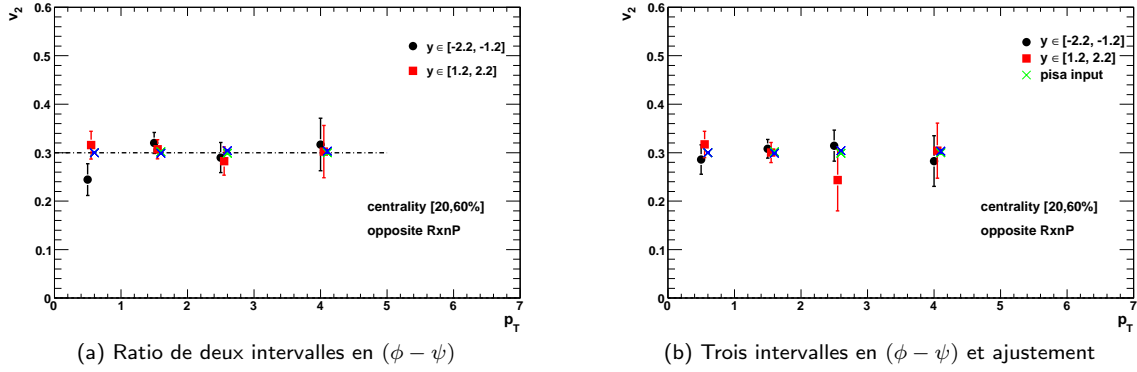 v2
0.6
0.5
0.4
0.3
0.2
0.1
0
y ∈ [-2.2, -1.2]
y ∈ [1.2, 2.2]
centrality [20,60%]
opposite RxnP
0 1 2 3 4 5 6 7
pT
(a) Ratio de deux intervalles en (ϕ − ψ)
v2
0.6
0.5
0.4
0.3
0.2
0.1
0
y ∈ [-2.2, -1.2]
y ∈ [1.2, 2.2]
pisa input
centrality [20,60%]
opposite RxnP
0 1 2 3 4 5 6 7
pT
(b) Trois intervalles en (ϕ − ψ) et ajustement